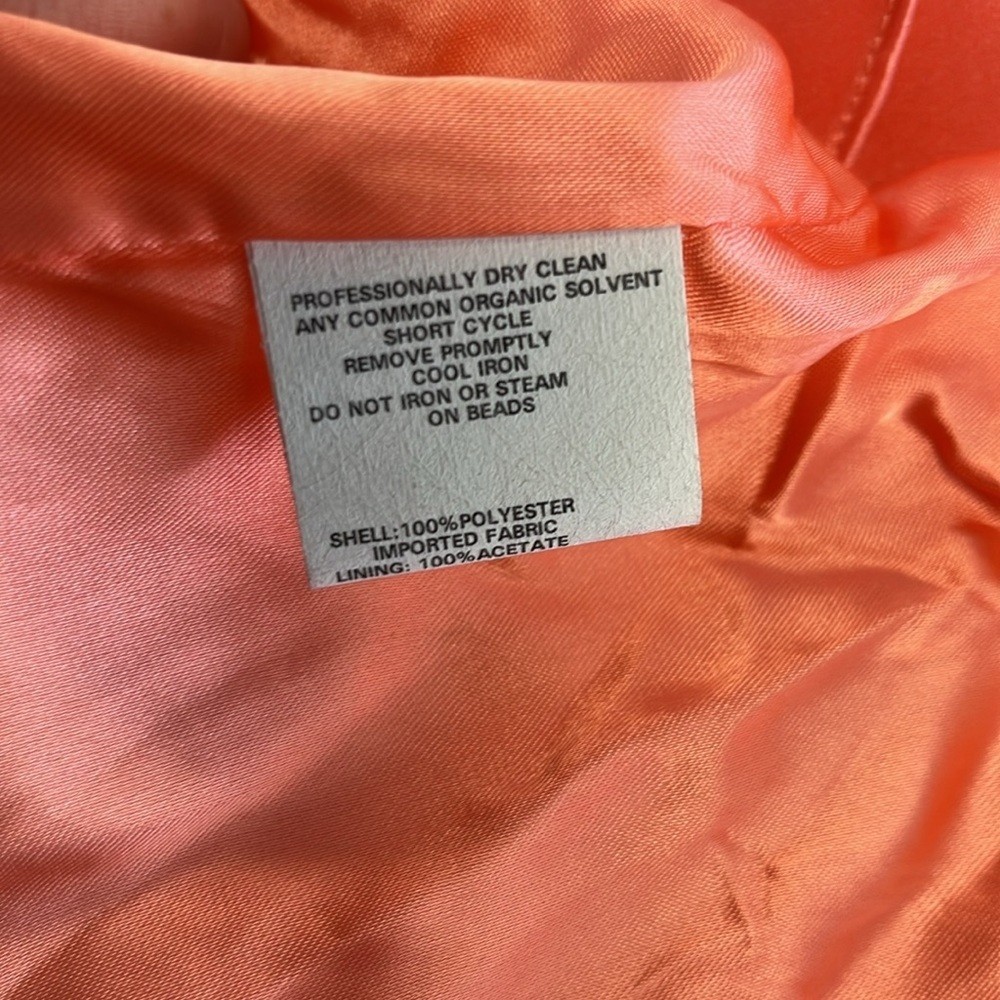 PROFESSIONALLY DRY CLEAN
ANY COMMON ORGANIC SOLVENT
SHORT CYCLE
REMOVE PROMPTLY
COOL IRON
DO NOT IRON OR STEAM
ON BEADS
SHELL:100%POLYESTER
IMPORTED FABRIC
LINING: 100%ACETATE